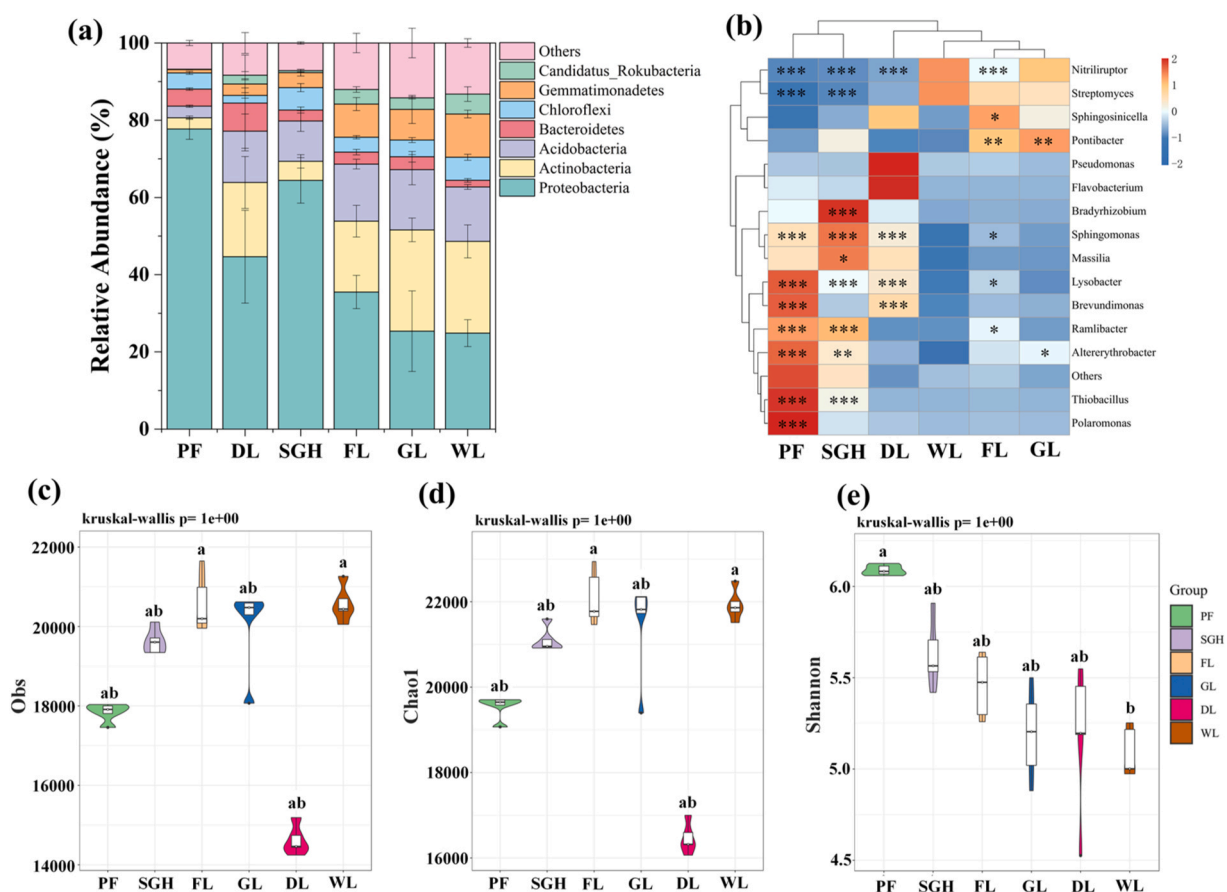 (a)
Relative Abundance (%)
100
80
60
40
20
0
PF DL SGH FL GL WL
Others
Candidatus_Rokubacteria
Gemmatimonadetes
Chloroflexi
Bacteroidetes
Acidobacteria
Actinobacteria
Proteobacteria
(b)
*** *** *** *** Nitriliruptor
*** *** Streptomyces
* Sphingosinicella
** ** Pontibacter
Pseudomonas
Flavobacterium
*** Bradyrhizobium
*** *** *** * Sphingomonas
* Massilia
*** *** *** * Lysobacter
*** *** Brevundimonas
*** *** * Ramlibacter
*** ** * Altererythrobacter
Others
*** *** Thiobacillus
*** Polaromonas
PF SGH DL WL FL GL
2
1
0
-1
-2
(c)
kruskal-wallis p= 1e+00
Obs
22000
20000
18000
16000
14000
ab ab a ab ab a
PF SGH FL GL DL WL
(d)
kruskal-wallis p= 1e+00
Chao1
22000
20000
18000
16000
ab ab a ab ab a
PF SGH FL GL DL WL
(e)
kruskal-wallis p= 1e+00
Shannon
6.0
5.5
5.0
4.5
a ab ab ab ab b
PF SGH FL GL DL WL
Group
PF
SGH
FL
GL
DL
WL